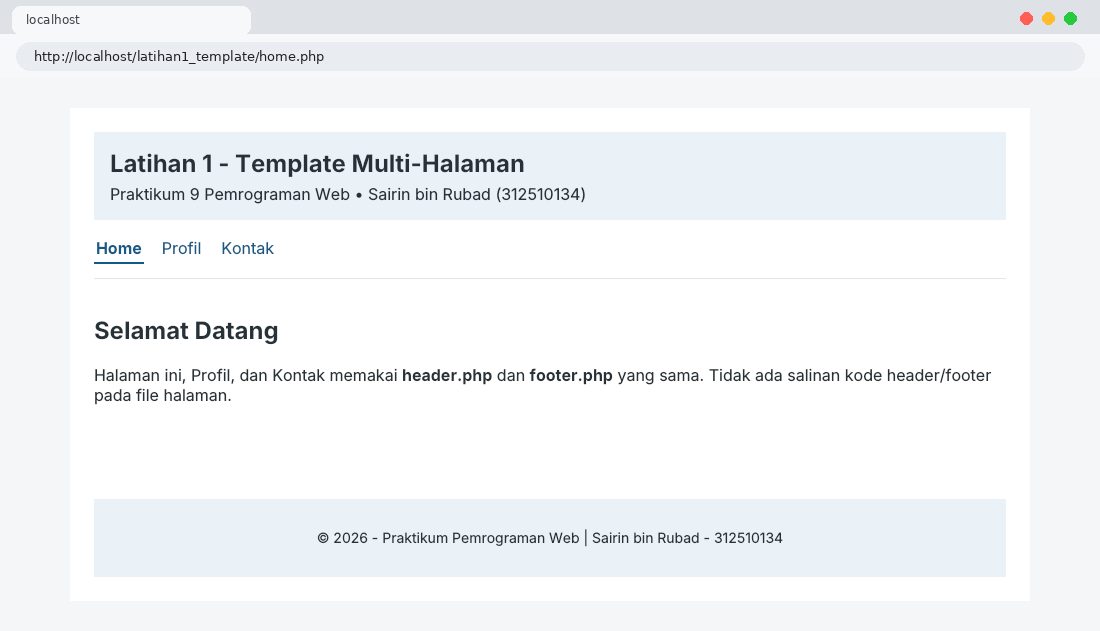 localhost
http://localhost/latihan1_template/home.php
Latihan 1 - Template Multi-Halaman
Praktikum 9 Pemrograman Web • Sairin bin Rubad (312510134)
Home Profil Kontak
Selamat Datang
Halaman ini, Profil, dan Kontak memakai header.php dan footer.php yang sama. Tidak ada salinan kode header/footer
pada file halaman.
© 2026 - Praktikum Pemrograman Web | Sairin bin Rubad - 312510134